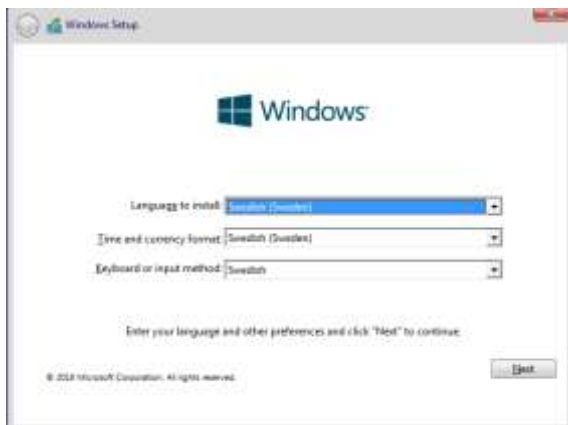 Windows Setup
Windows
Language to install: Swedish (Sweden)
Time and currency format: Swedish (Sweden)
Keyboard or input method: Swedish
Enter your language and other preferences and click "Next" to continue.
Next
© 2018 Microsoft Corporation. All rights reserved.